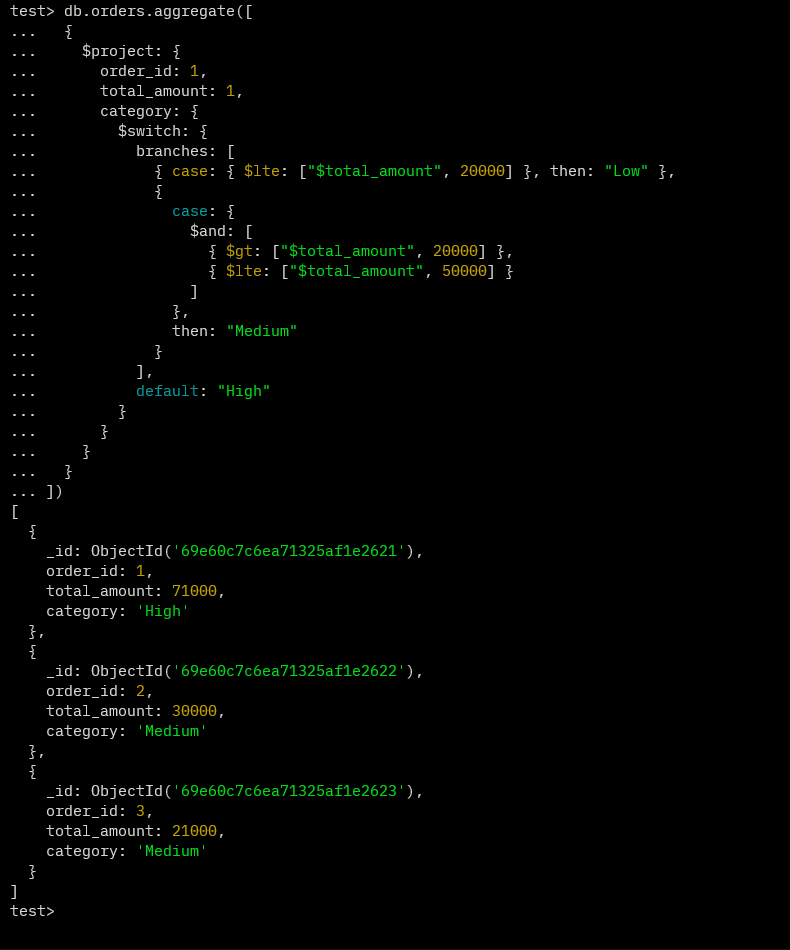 test> db.orders.aggregate([
...   {
...     $project: {
...       order_id: 1,
...       total_amount: 1,
...       category: {
...         $switch: {
...           branches: [
...             { case: { $lte: ["$total_amount", 20000] }, then: "Low" },
...             {
...               case: {
...                 $and: [
...                   { $gt: ["$total_amount", 20000] },
...                   { $lte: ["$total_amount", 50000] }
...                 ]
...               },
...               then: "Medium"
...             }
...           ],
...           default: "High"
...         }
...       }
...     }
...   }
... ])
[
  {
    _id: ObjectId('69e60c7c6ea71325af1e2621'),
    order_id: 1,
    total_amount: 71000,
    category: 'High'
  },
  {
    _id: ObjectId('69e60c7c6ea71325af1e2622'),
    order_id: 2,
    total_amount: 30000,
    category: 'Medium'
  },
  {
    _id: ObjectId('69e60c7c6ea71325af1e2623'),
    order_id: 3,
    total_amount: 21000,
    category: 'Medium'
  }
]
test>